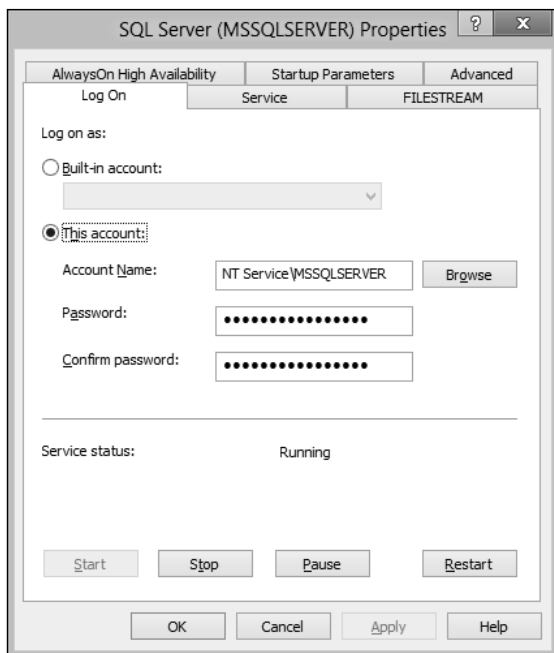 SQL Server (MSSQLSERVER) Properties ? x
AlwaysOn High Availability Startup Parameters Advanced
Log On Service FILESTREAM
Log on as:
Built-in account:
This account:
Account Name: NT Service\MSSQLSERVER Browse
Password: ●●●●●●●●●●●●●●●●
Confirm password: ●●●●●●●●●●●●●●●●
Service status: Running
Start Stop Pause Restart
OK Cancel Apply Help